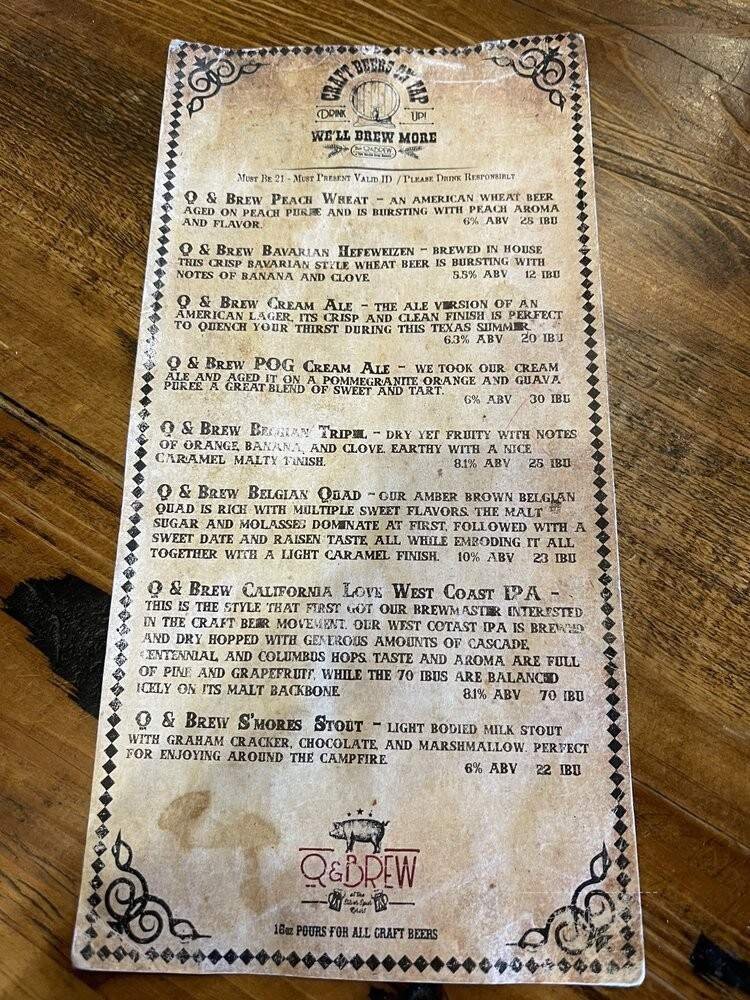 CRAFT BEERS ON TAP
DRINK UP!
WE'LL BREW MORE
MUST BE 21 - MUST PRESENT VALID ID / PLEASE DRINK RESPONSIBLY
Q & BREW PEACH WHEAT - AN AMERICAN WHEAT BEER
AGED ON PEACH PUREE AND IS BURSTING WITH PEACH AROMA
AND FLAVOR. 6% ABV 25 IBU
Q & BREW BAVARIAN HEFEWEIZEN - BREWED IN HOUSE
THIS CRISP BAVARIAN STYLE WHEAT BEER IS BURSTING WITH
NOTES OF BANANA AND CLOVE 5.5% ABV 12 IBU
Q & BREW CREAM ALE - THE ALE VERSION OF AN
AMERICAN LAGER, ITS CRISP AND CLEAN FINISH IS PERFECT
TO QUENCH YOUR THIRST DURING THIS TEXAS SUMMER.
6.3% ABV 20 IBU
Q & BREW POG CREAM ALE - WE TOOK OUR CREAM
ALE AND AGED IT ON A POMMEGRANITE ORANGE AND GUAVA
PUREE. A GREAT BLEND OF SWEET AND TART.
6% ABV 30 IBU
Q & BREW BELGIAN TRIPEL - DRY YET FRUITY WITH NOTES
OF ORANGE, BANANA, AND CLOVE. EARTHY WITH A NICE
CARAMEL MALTY FINISH. 8.1% ABV 25 IBU
Q & BREW BELGIAN QUAD - OUR AMBER BROWN BELGIAN
QUAD IS RICH WITH MULTIPLE SWEET FLAVORS. THE MALT
SUGAR AND MOLASSES DOMINATE AT FIRST, FOLLOWED WITH A
SWEET DATE AND RAISEN TASTE, ALL WHILE EMBODING IT ALL
TOGETHER WITH A LIGHT CARAMEL FINISH. 10% ABV 23 IBU
Q & BREW CALIFORNIA LOVE WEST COAST IPA -
THIS IS THE STYLE THAT FIRST GOT OUR BREWMASTER INTERESTED
IN THE CRAFT BEER MOVEMENT. OUR WEST COTAST IPA IS BREWED
AND DRY HOPPED WITH GENEROUS AMOUNTS OF CASCADE,
CENTENNIAL, AND COLUMBUS HOPS. TASTE AND AROMA ARE FULL
OF PINE AND GRAPEFRUIT, WHILE THE 70 IBUS ARE BALANCED
ICELY ON ITS MALT BACKBONE. 8.1% ABV 70 IBU
Q & BREW S'MORES STOUT - LIGHT BODIED MILK STOUT
WITH GRAHAM CRACKER, CHOCOLATE, AND MARSHMALLOW. PERFECT
FOR ENJOYING AROUND THE CAMPFIRE.
6% ABV 22 IBU
Q&BREW
at the
Silver Spur
Resort
16oz POURS FOR ALL CRAFT BEERS